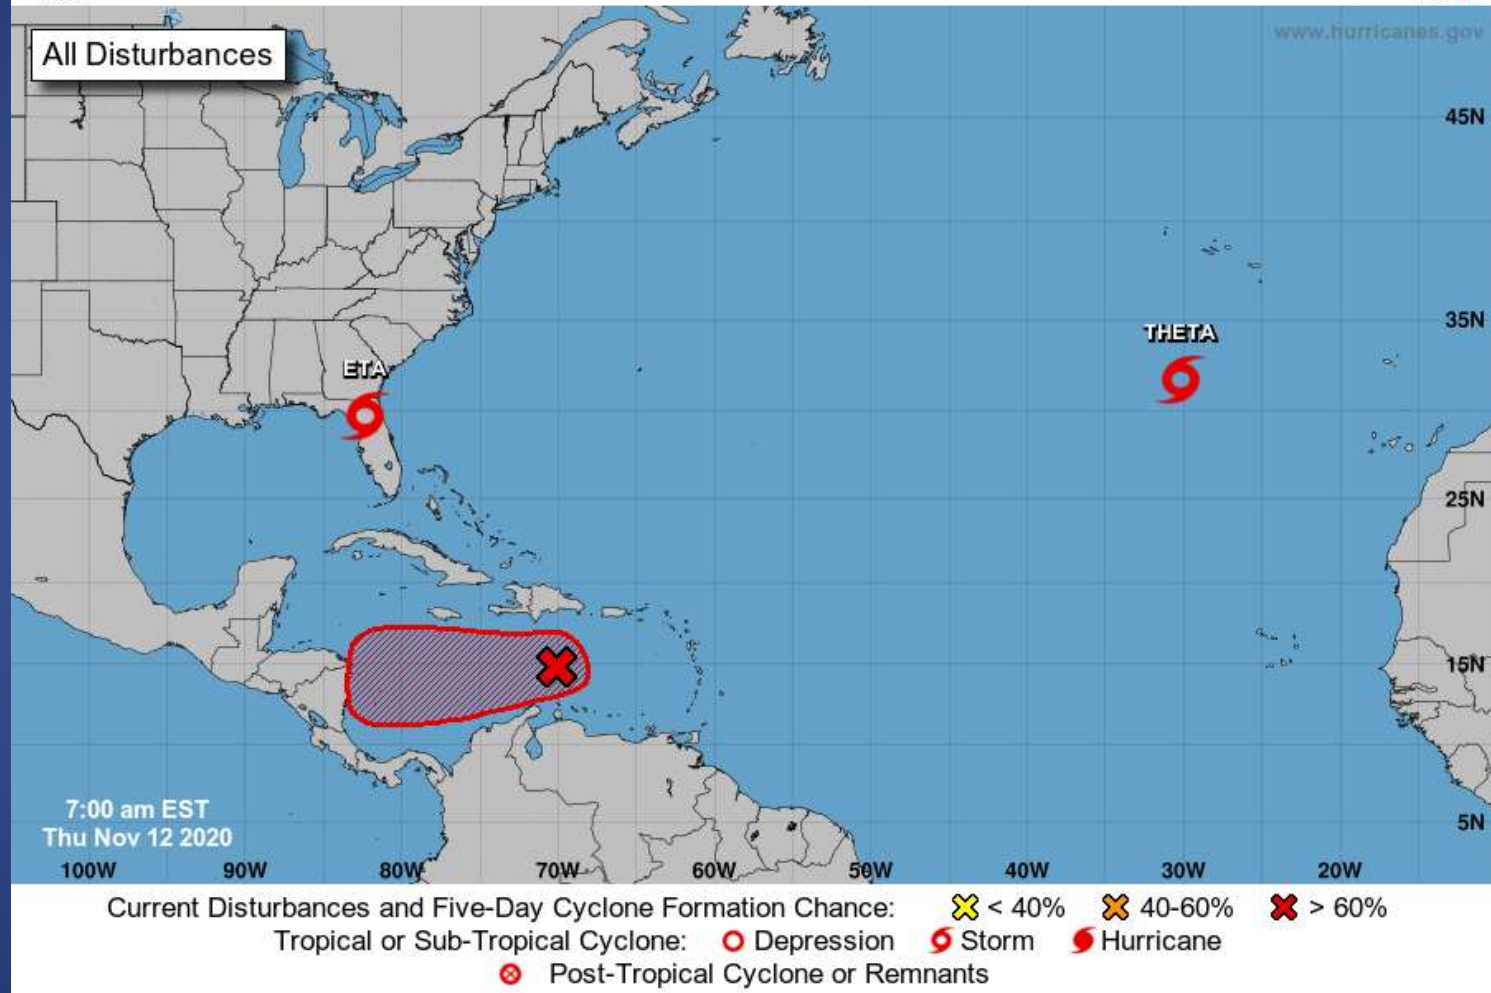 All Disturbances
www.hurricanes.gov
45N
THETA
35N
ETA
25N
15N
7:00 am EST
Thu Nov 12 2020
5N
100W 90W 80W 70W 60W 50W 40W 30W 20W
Current Disturbances and Five-Day Cyclone Formation Chance: < 40% 40-60% > 60%
Tropical or Sub-Tropical Cyclone: Depression Storm Hurricane
Post-Tropical Cyclone or Remnants